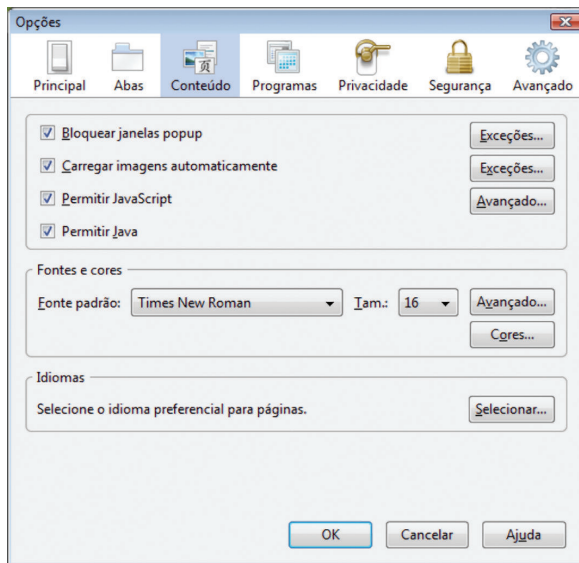 Opções
Principal Abas Conteúdo Programas Privacidade Segurança Avançado
Bloquear janelas popup Exceções...
Carregar imagens automaticamente Exceções...
Permitir JavaScript Avançado...
Permitir Java
Fontes e cores
Fonte padrão: Times New Roman Tam.: 16 Avançado...
Cores...
Idiomas
Selecione o idioma preferencial para páginas. Selecionar...
OK Cancelar Ajuda